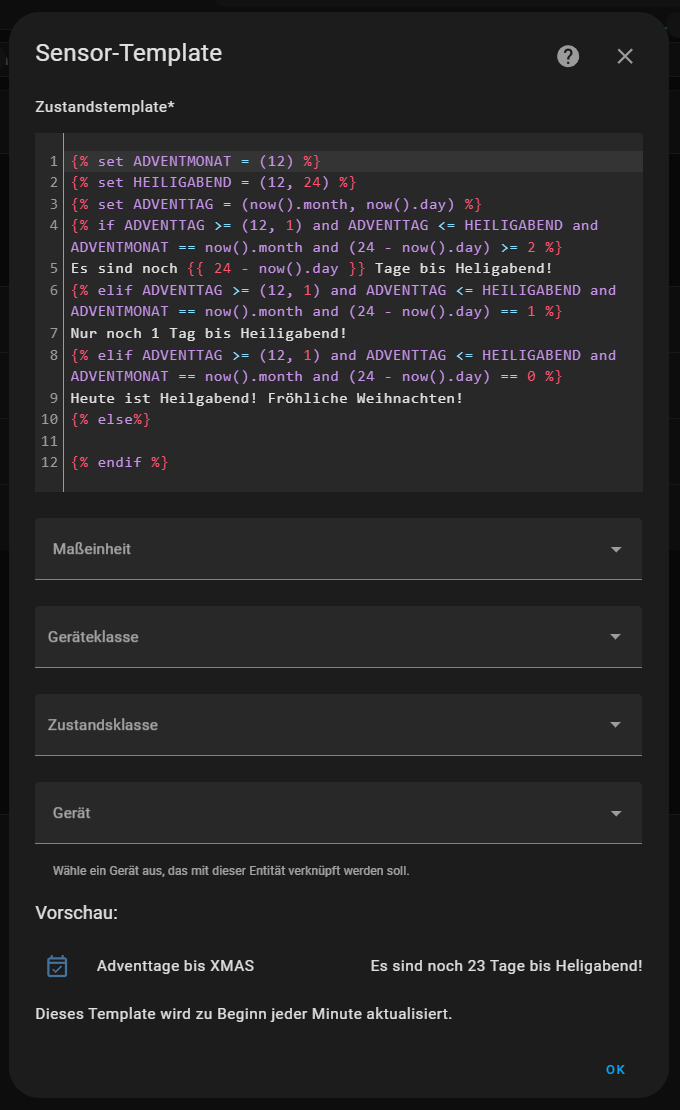 Sensor-Template
Zustandstemplate*
1 {% set ADVENTMONAT = (12) %}
2 {% set HEILIGABEND = (12, 24) %}
3 {% set ADVENTTAG = (now().month, now().day) %}
4 {% if ADVENTTAG >= (12, 1) and ADVENTTAG <= HEILIGABEND and
ADVENTMONAT == now().month and (24 - now().day) >= 2 %}
5 Es sind noch {{ 24 - now().day }} Tage bis Heligabend!
6 {% elif ADVENTTAG >= (12, 1) and ADVENTTAG <= HEILIGABEND and
ADVENTMONAT == now().month and (24 - now().day) == 1 %}
7 Nur noch 1 Tag bis Heiligabend!
8 {% elif ADVENTTAG >= (12, 1) and ADVENTTAG <= HEILIGABEND and
ADVENTMONAT == now().month and (24 - now().day) == 0 %}
9 Heute ist Heilgabend! Fröhliche Weihnachten!
10 {% else%}
11
12 {% endif %}
Maßeinheit
Geräteklasse
Zustandsklasse
Gerät
Wähle ein Gerät aus, das mit dieser Entität verknüpft werden soll.
Vorschau:
Adventtage bis XMAS Es sind noch 23 Tage bis Heligabend!
Dieses Template wird zu Beginn jeder Minute aktualisiert.
OK